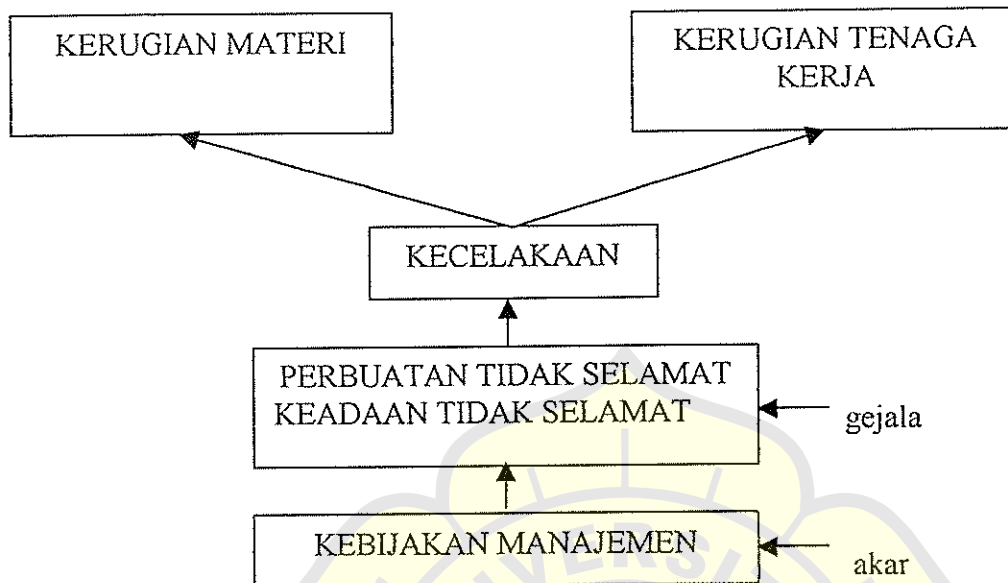 KERUGIAN MATERI
KERUGIAN TENAGA
KERJA
KECELAKAAN
PERBUATAN TIDAK SELAMAT
KEADAAN TIDAK SELAMAT
gejala
KEBIJAKAN MANAJEMEN
akar